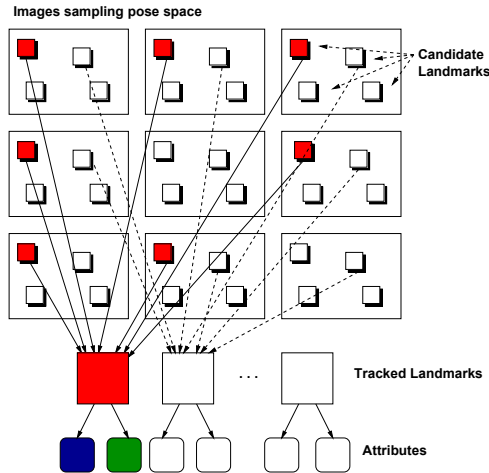 Images sampling pose space
Candidate
Landmarks
. . .
Tracked Landmarks
Attributes